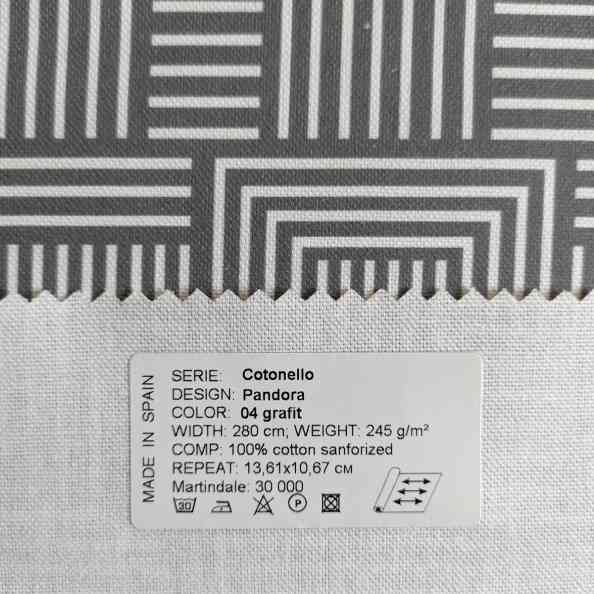 MADE IN SPAIN
SERIE: Cotonello
DESIGN: Pandora
COLOR: 04 grafit
WIDTH: 280 cm; WEIGHT: 245 g/m²
COMP: 100% cotton sanforized
REPEAT: 13,61x10,67 см
Martindale: 30 000
30 P